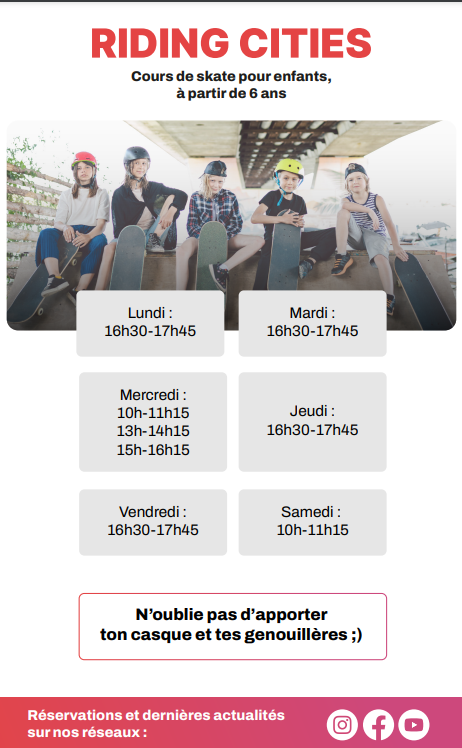 RIDING CITIES
Cours de skate pour enfants,
à partir de 6 ans
Lundi :
16h30-17h45
Mardi :
16h30-17h45
Mercredi :
10h-11h15
13h-14h15
15h-16h15
Jeudi :
16h30-17h45
Vendredi :
16h30-17h45
Samedi :
10h-11h15
N’oublie pas d’apporter
ton casque et tes genouillères ;)
Réservations et dernières actualités
sur nos réseaux :